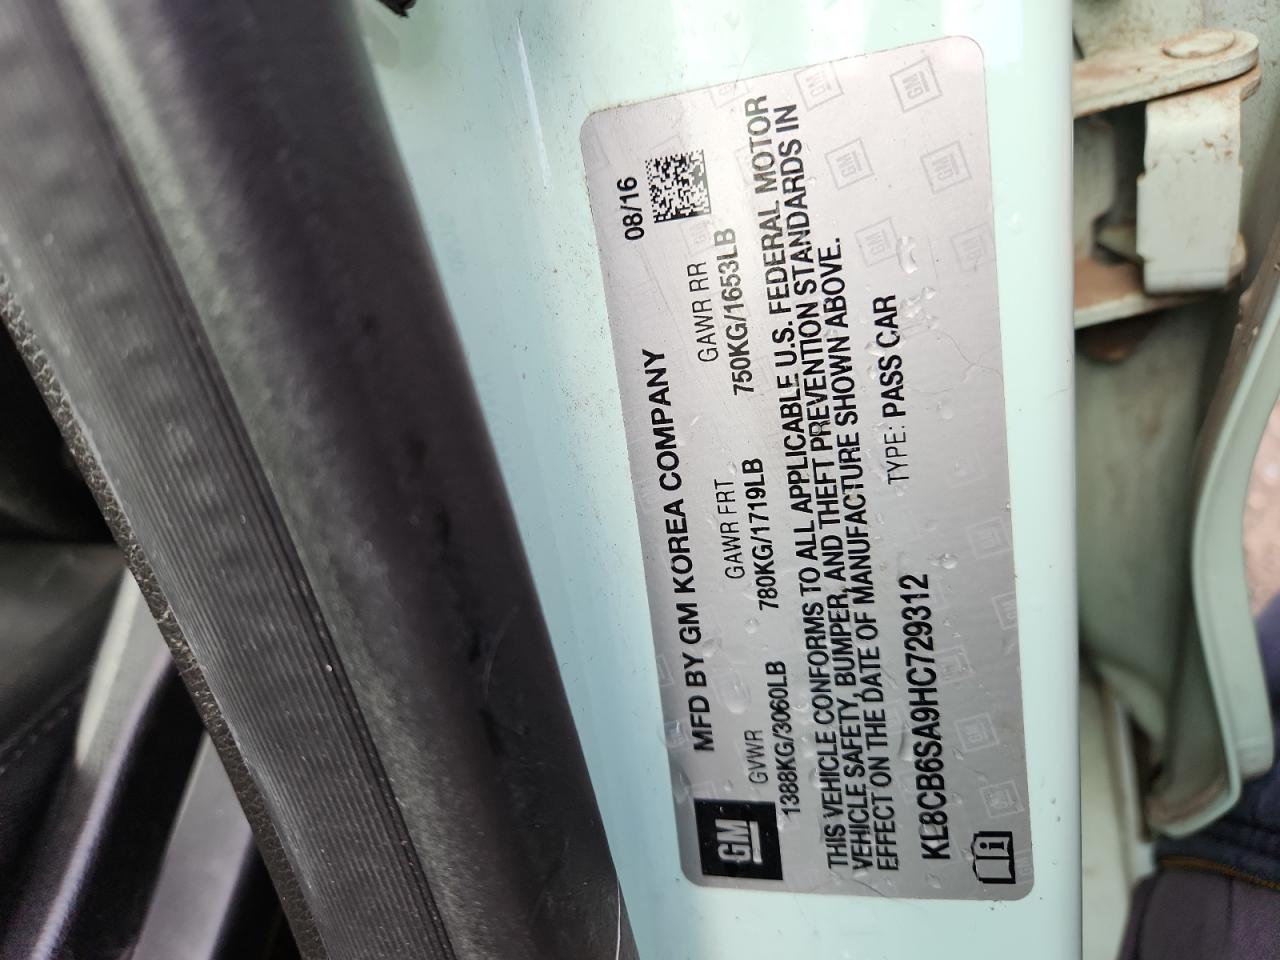 GM
MFD BY GM KOREA COMPANY
08/16
GVWR
GAWR FRT
GAWR RR
1388KG/3060LB
780KG/1719LB
750KG/1653LB
THIS VEHICLE CONFORMS TO ALL APPLICABLE U.S. FEDERAL MOTOR
VEHICLE SAFETY, BUMPER, AND THEFT PREVENTION STANDARDS IN
EFFECT ON THE DATE OF MANUFACTURE SHOWN ABOVE.
KL8CB6SA9HC729312
TYPE: PASS CAR